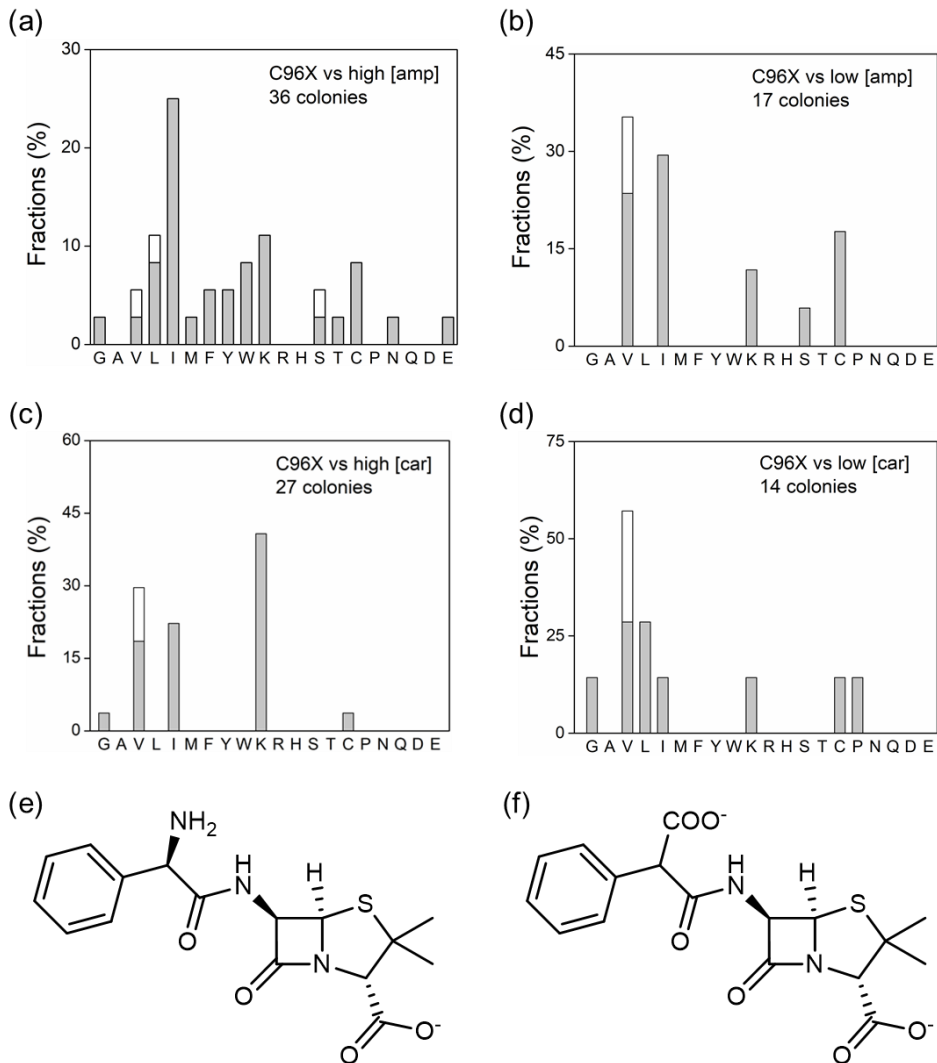 (a)
30
20
10
0
Fractions (%)
C96X vs high [amp]
36 colonies
G A V L I M F Y W K R H S T C P N Q D E
(b)
45
30
15
0
Fractions (%)
C96X vs low [amp]
17 colonies
G A V L I M F Y W K R H S T C P N Q D E
(c)
60
45
30
15
0
Fractions (%)
C96X vs high [car]
27 colonies
G A V L I M F Y W K R H S T C P N Q D E
(d)
75
50
25
0
Fractions (%)
C96X vs low [car]
14 colonies
G A V L I M F Y W K R H S T C P N Q D E
(e)
NH2
H
N
H
S
O
N
O
O
O-
(f)
COO-
H
N
H
S
O
N
O
O
O-